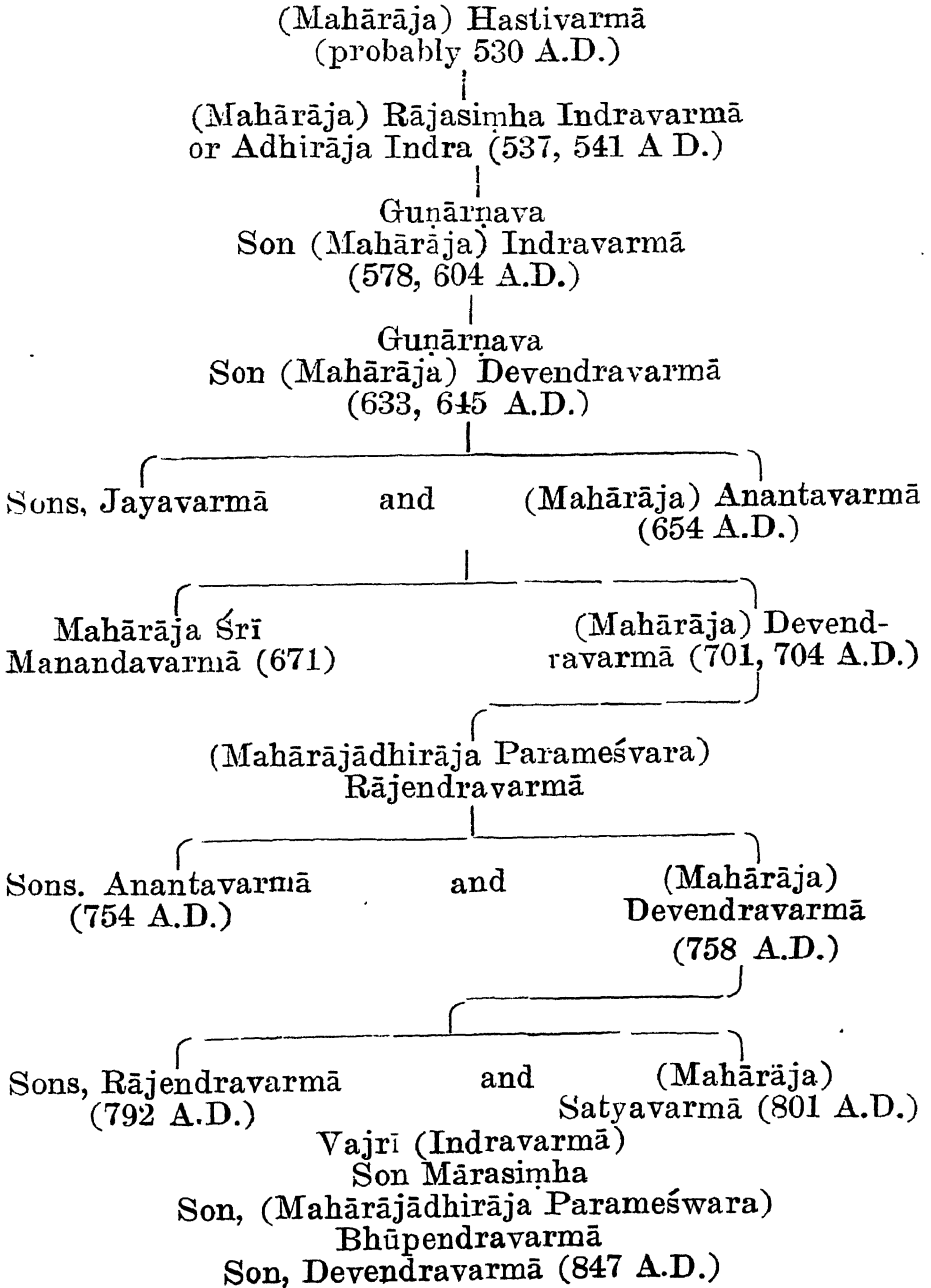 (Mahārāja) Hastivarmā
(probably 530 A.D.)
(Mahārāja) Rājasiṃha Indravarmā
or Adhirāja Indra (537, 541 A D.)
Guṇārṇava
Son (Mahārāja) Indravarmā
(578, 604 A.D.)
Guṇārṇava
Son (Mahārāja) Devendravarmā
(633, 645 A.D.)
Sons, Jayavarmā and (Mahārāja) Anantavarmā
(654 A.D.)
Mahārāja Śrī
Manandavarmā (671)
(Mahārāja) Devend-
ravarmā (701, 704 A.D.)
(Mahārājādhirāja Parameśvara)
Rājendravarmā
Sons. Anantavarmā and (Mahārāja)
(754 A.D.) Devendravarmā
(758 A.D.)
Sons, Rājendravarmā and (Mahārāja)
(792 A.D.) Satyavarmā (801 A.D.)
Vajrī (Indravarmā)
Son Mārasiṃha
Son, (Mahārājādhirāja Parameśwara)
Bhūpendravarmā
Son, Devendravarmā (847 A.D.)